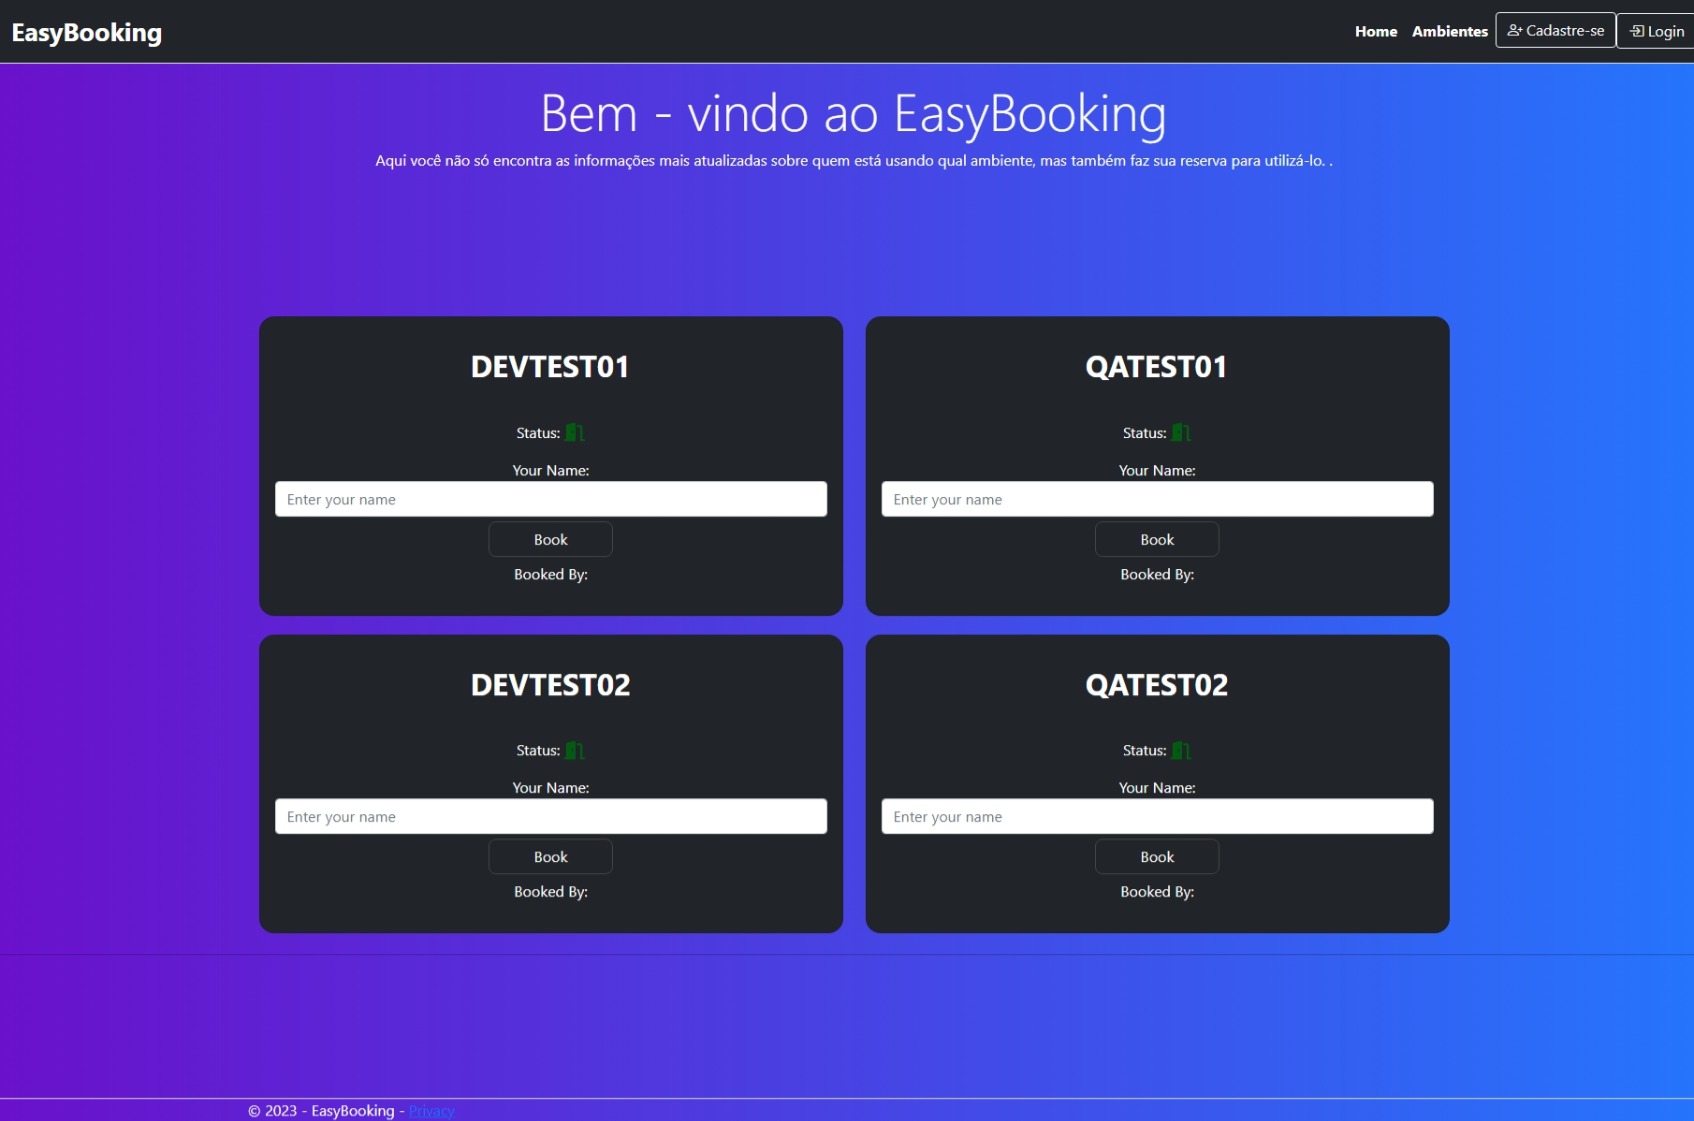 EasyBooking
Home Ambientes Cadastre-se Login
Bem - vindo ao EasyBooking
Aqui você não só encontra as informações mais atualizadas sobre quem está usando qual ambiente, mas também faz sua reserva para utilizá-lo. .
DEVTEST01
Status:
Your Name:
Enter your name
Book
Booked By:
QATEST01
Status:
Your Name:
Enter your name
Book
Booked By:
DEVTEST02
Status:
Your Name:
Enter your name
Book
Booked By:
QATEST02
Status:
Your Name:
Enter your name
Book
Booked By:
© 2023 - EasyBooking - Privacy